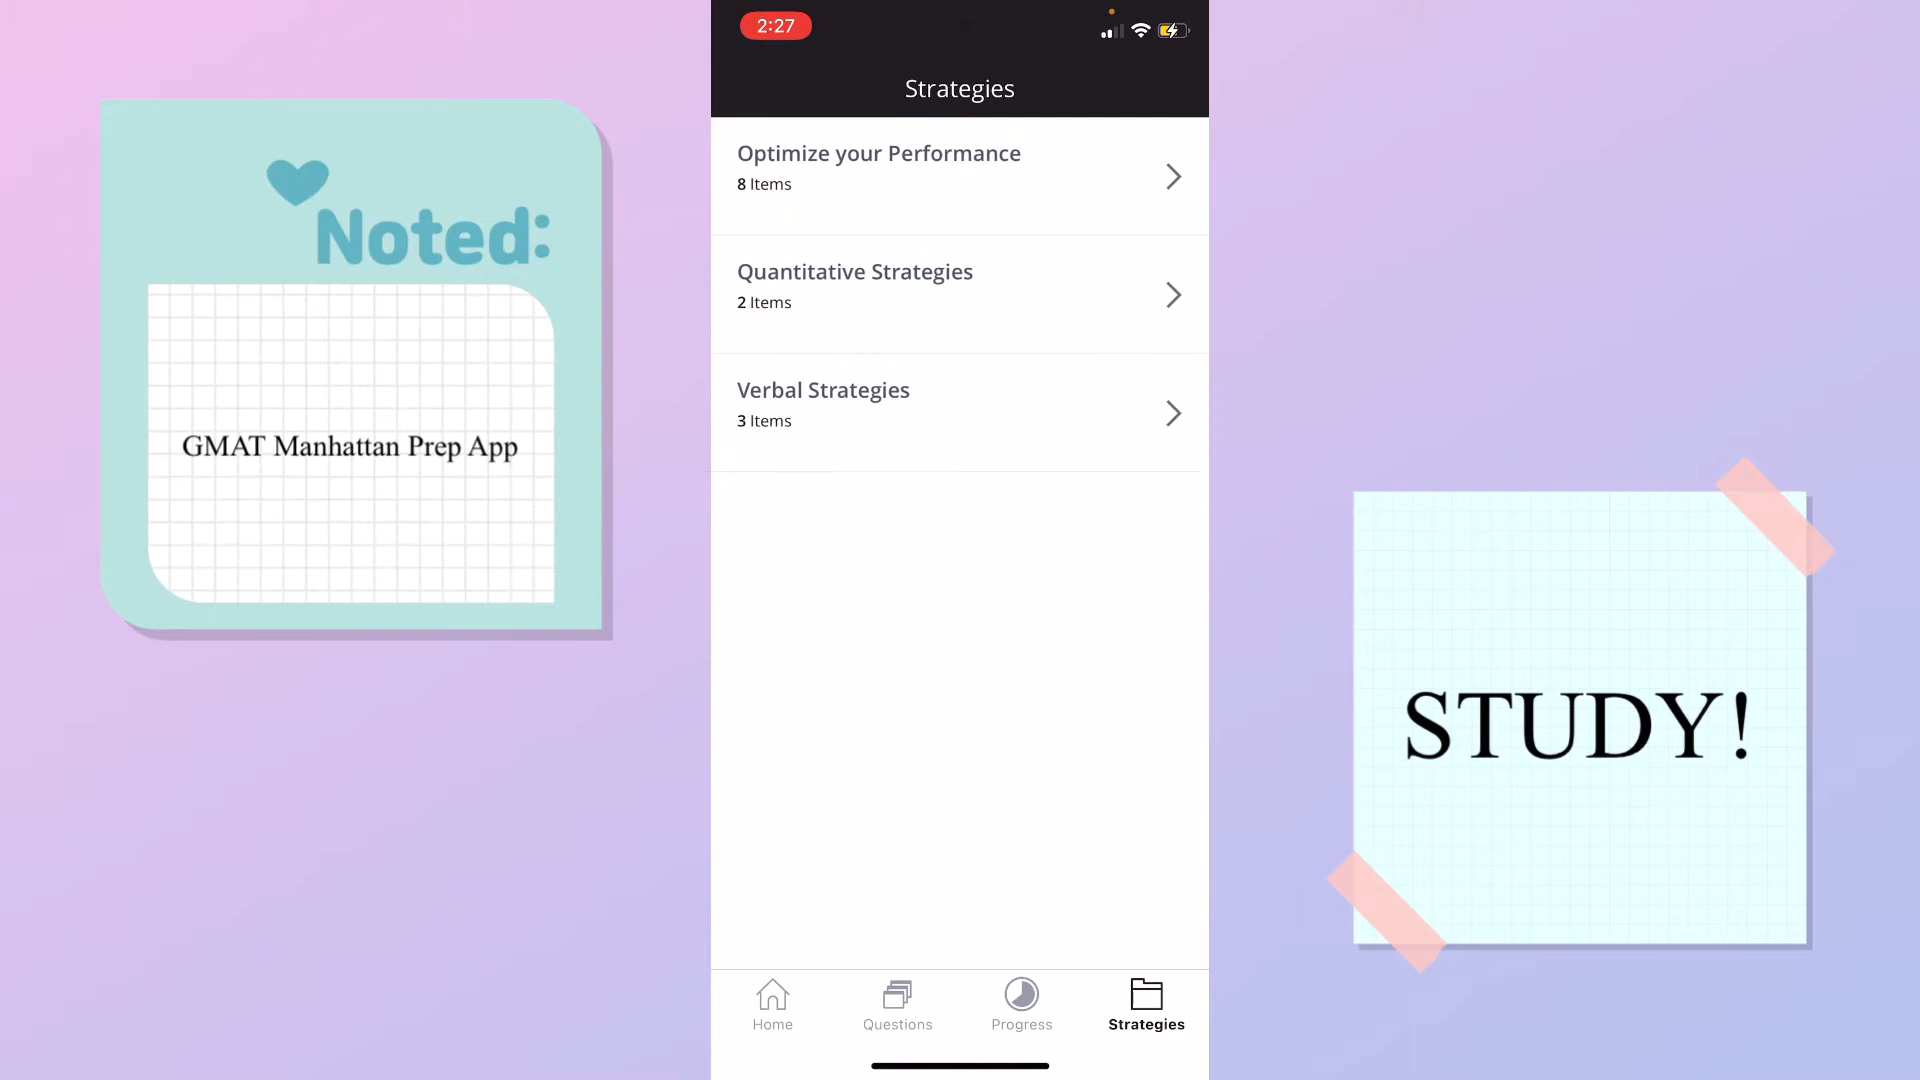 Noted:
GMAT Manhattan Prep App
2:27
Strategies
Optimize your Performance
8 Items
Quantitative Strategies
2 Items
Verbal Strategies
3 Items
Home
Questions
Progress
Strategies
STUDY!